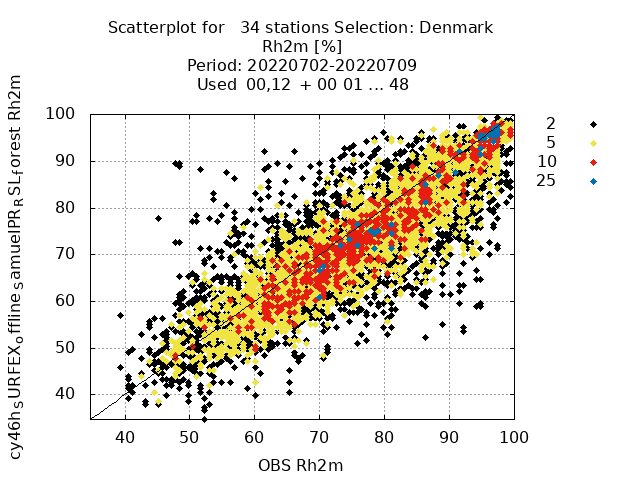 Scatterplot for 34 stations Selection: Denmark
Rh2m [%]
Period: 20220702-20220709
Used 00,12 + 00 01 ... 48
cy46h_SURFEX_offline_samuelPR_RSL_forest Rh2m
100
90
80
70
60
50
40
40 50 60 70 80 90 100
OBS Rh2m
2
5
10
25